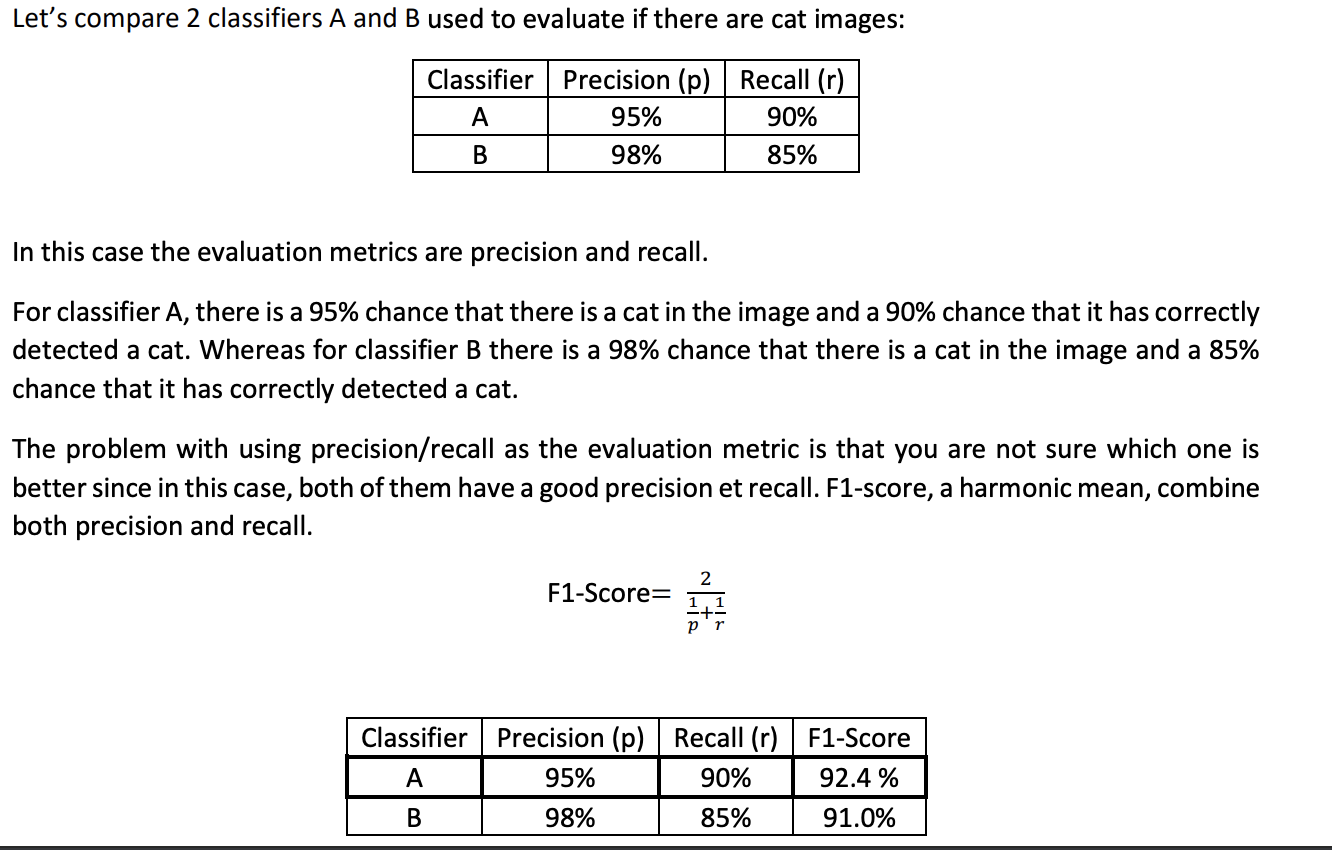 Let's compare 2 classifiers A and B used to evaluate if there are cat images:
Classifier Precision (p) Recall (r)
A 95% 90%
B 98% 85%
In this case the evaluation metrics are precision and recall.
For classifier A, there is a 95% chance that there is a cat in the image and a 90% chance that it has correctly
detected a cat. Whereas for classifier B there is a 98% chance that there is a cat in the image and a 85%
chance that it has correctly detected a cat.
The problem with using precision/recall as the evaluation metric is that you are not sure which one is
better since in this case, both of them have a good precision et recall. F1-score, a harmonic mean, combine
both precision and recall.
F1-Score= 2
1 + 1
p r
Classifier Precision (p) Recall (r) F1-Score
A 95% 90% 92.4 %
B 98% 85% 91.0%